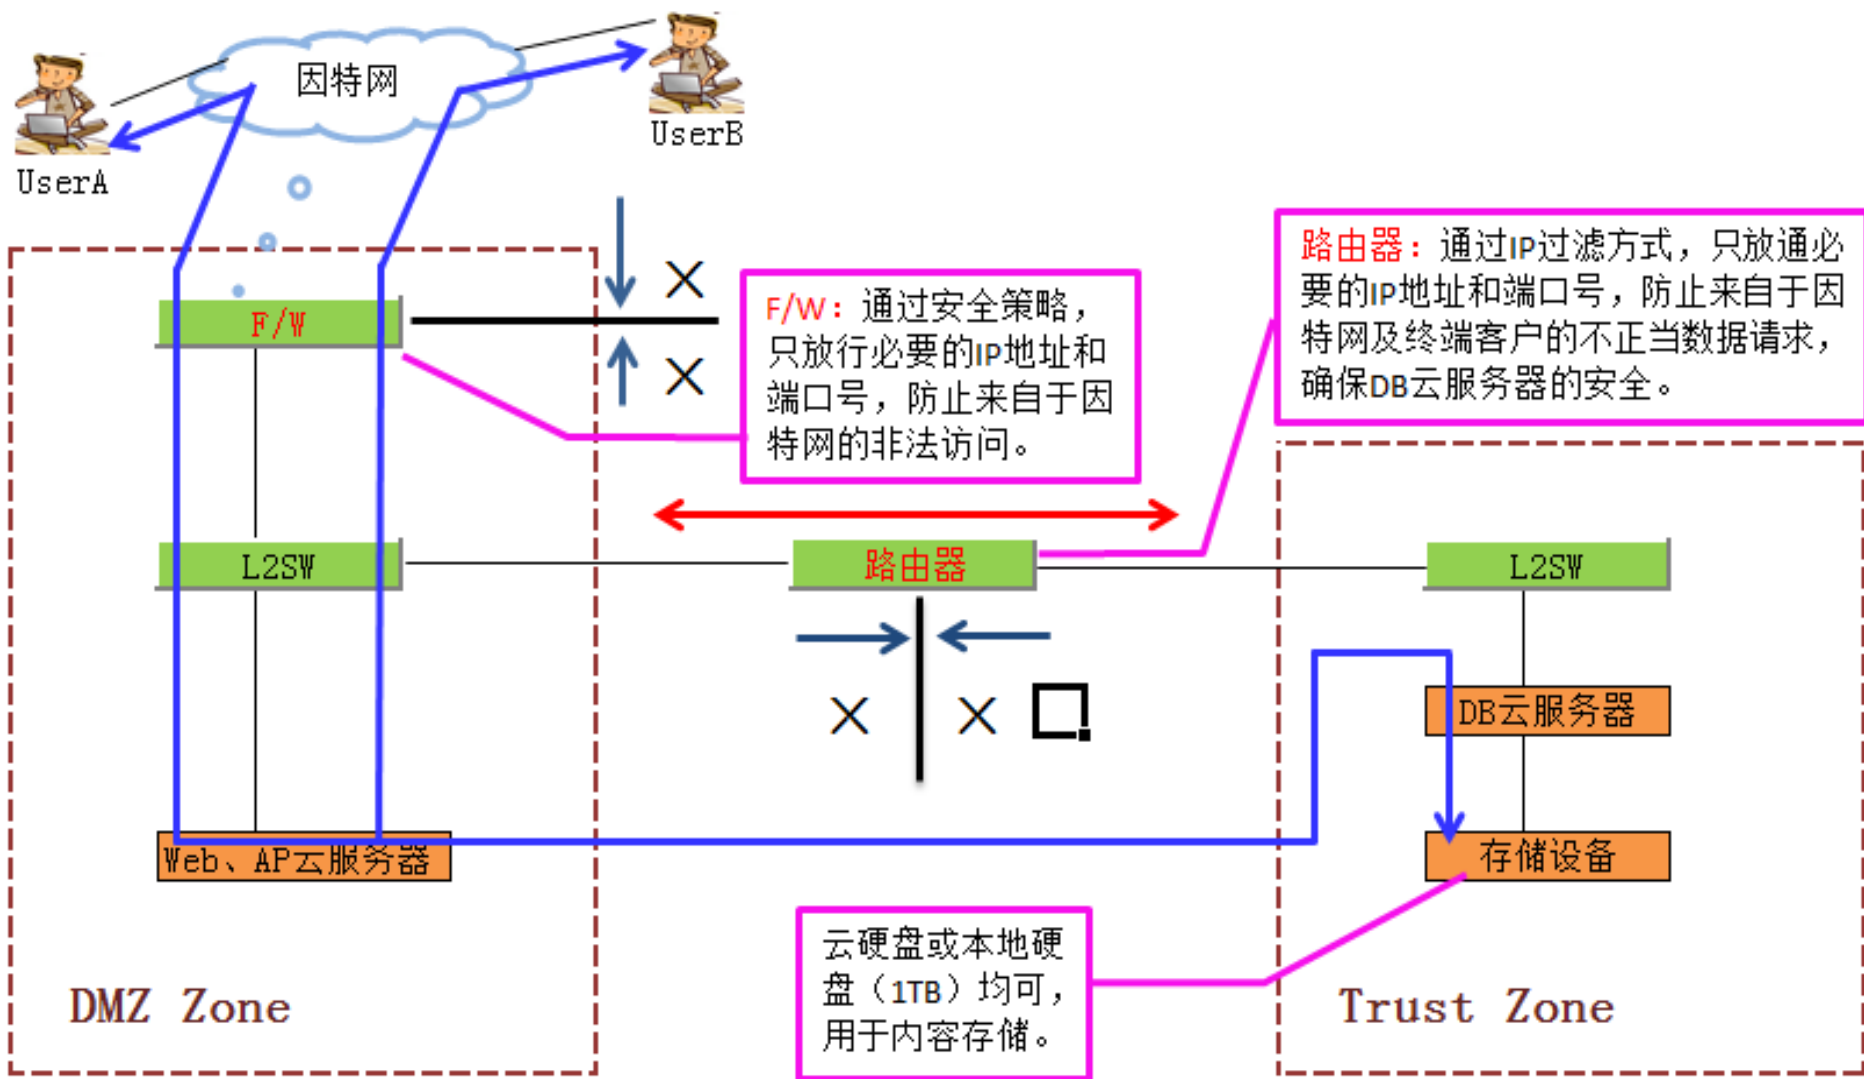 因特网
UserA
UserB
F/W
F/W：通过安全策略，
只放行必要的IP地址和
端口号，防止来自于因
特网的非法访问。
路由器：通过IP过滤方式，只放通必
要的IP地址和端口号，防止来自于因
特网及终端客户的不正当数据请求，
确保DB云服务器的安全。
L2SW
路由器
L2SW
DB云服务器
Web、AP云服务器
存储设备
云硬盘或本地硬
盘（1TB）均可，
用于内容存储。
DMZ Zone
Trust Zone